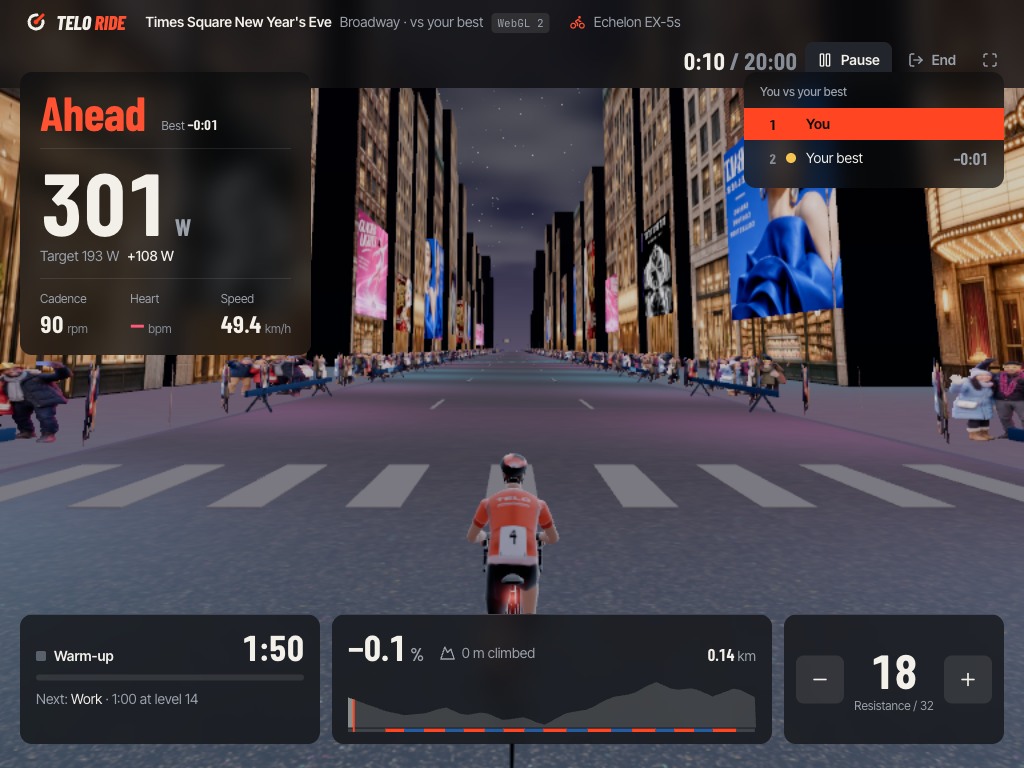 TELO RIDE Times Square New Year's Eve Broadway · vs your best WebGL 2 Echelon EX-5s
0:10 / 20:00 Pause End
Ahead Best −0:01
301 W
Target 193 W +108 W
Cadence Heart Speed
90 rpm — bpm 49.4 km/h
You vs your best
1 You
2 Your best −0:01
TELO
4
Warm-up 1:50
Next: Work · 1:00 at level 14
−0.1 % 0 m climbed 0.14 km
− 18 +
Resistance / 32